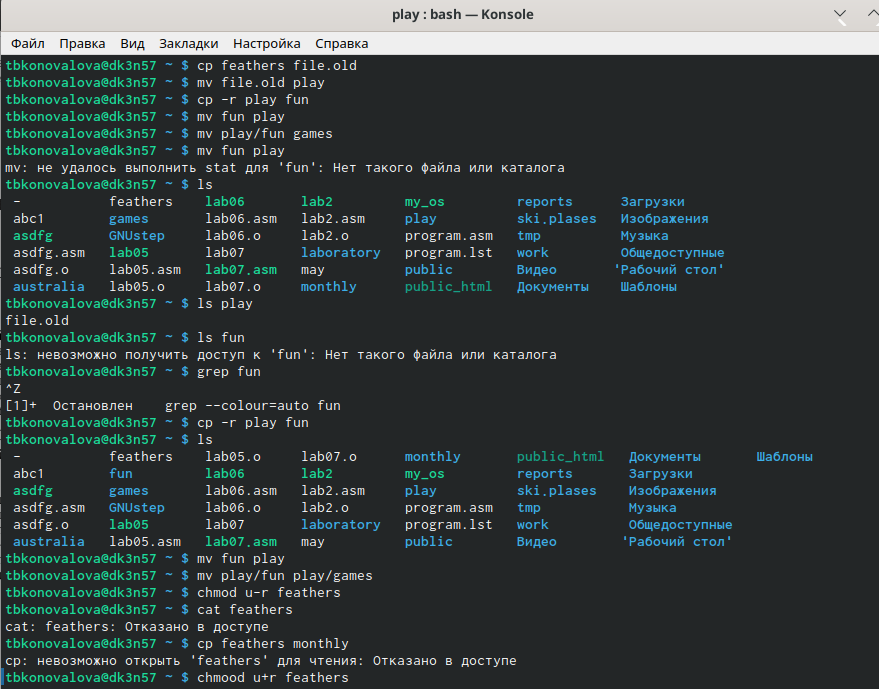 play : bash — Konsole
Файл Правка Вид Закладки Настройка Справка
tbkonovalova@dk3n57 ~ $ cp feathers file.old
tbkonovalova@dk3n57 ~ $ mv file.old play
tbkonovalova@dk3n57 ~ $ cp -r play fun
tbkonovalova@dk3n57 ~ $ mv fun play
tbkonovalova@dk3n57 ~ $ mv play/fun games
tbkonovalova@dk3n57 ~ $ mv fun play
mv: не удалось выполнить stat для 'fun': Нет такого файла или каталога
tbkonovalova@dk3n57 ~ $ ls
- feathers lab06 lab2 my_os reports Загрузки
abc1 games lab06.asm lab2.asm play ski.plases Изображения
asdfg GNUstep lab06.o lab2.o program.asm tmp Музыка
asdfg.asm lab05 lab07 laboratory program.lst work Общедоступные
asdfg.o lab05.asm lab07.asm may public Видео 'Рабочий стол'
australia lab05.o lab07.o monthly public_html Документы Шаблоны
tbkonovalova@dk3n57 ~ $ ls play
file.old
tbkonovalova@dk3n57 ~ $ ls fun
ls: невозможно получить доступ к 'fun': Нет такого файла или каталога
tbkonovalova@dk3n57 ~ $ grep fun
^Z
[1]+ Остановлен grep --colour=auto fun
tbkonovalova@dk3n57 ~ $ cp -r play fun
tbkonovalova@dk3n57 ~ $ ls
- feathers lab05.o lab07.o monthly public_html Документы Шаблоны
abc1 fun lab06 lab2 my_os reports Загрузки
asdfg games lab06.asm lab2.asm play ski.plases Изображения
asdfg.asm GNUstep lab06.o lab2.o program.asm tmp Музыка
asdfg.o lab05 lab07 laboratory program.lst work Общедоступные
australia lab05.asm lab07.asm may public Видео 'Рабочий стол'
tbkonovalova@dk3n57 ~ $ mv fun play
tbkonovalova@dk3n57 ~ $ mv play/fun play/games
tbkonovalova@dk3n57 ~ $ chmod u-r feathers
tbkonovalova@dk3n57 ~ $ cat feathers
cat: feathers: Отказано в доступе
tbkonovalova@dk3n57 ~ $ cp feathers monthly
cp: невозможно открыть 'feathers' для чтения: Отказано в доступе
tbkonovalova@dk3n57 ~ $ chmood u+r feathers